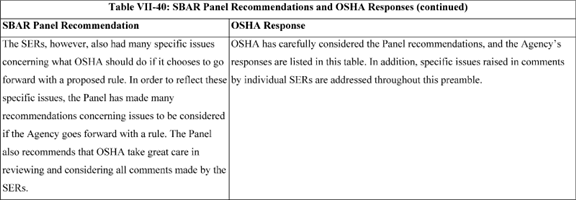 Table VII-40: SBAR Panel Recommendations and OSHA Responses (continued)
SBAR Panel Recommendation
The SERs, however, also had many specific issues
concerning what OSHA should do if it chooses to go
forward with a proposed rule. In order to reflect these
specific issues, the Panel has made many
recommendations concerning issues to be considered
if the Agency goes forward with a rule. The Panel
also recommends that OSHA take great care in
reviewing and considering all comments made by the
SERs.
OSHA Response
OSHA has carefully considered the Panel recommendations, and the Agency's
responses are listed in this table. In addition, specific issues raised in comments
by individual SERs are addressed throughout this preamble.